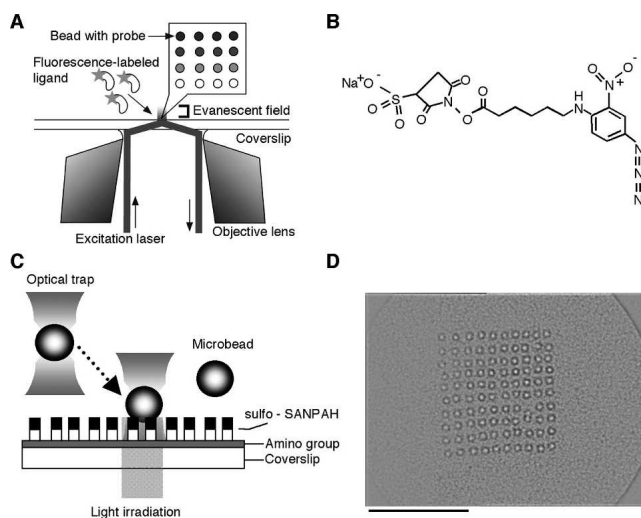 A
Bead with probe
Fluorescence-labeled
ligand
Evanescent field
Coverslip
Excitation laser
Objective lens
B
Na+
O-
S
O
O
O
N
O
O
O
H
N
O
N+
O-
N
N
N
C
Optical trap
Microbead
sulfo - SANPAH
Amino group
Coverslip
Light irradiation
D